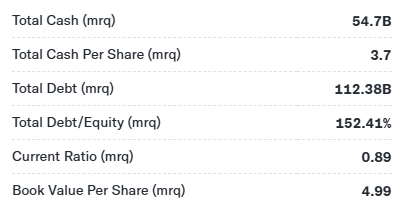 Total Cash (mrq) 54.7B
Total Cash Per Share (mrq) 3.7
Total Debt (mrq) 112.38B
Total Debt/Equity (mrq) 152.41%
Current Ratio (mrq) 0.89
Book Value Per Share (mrq) 4.99